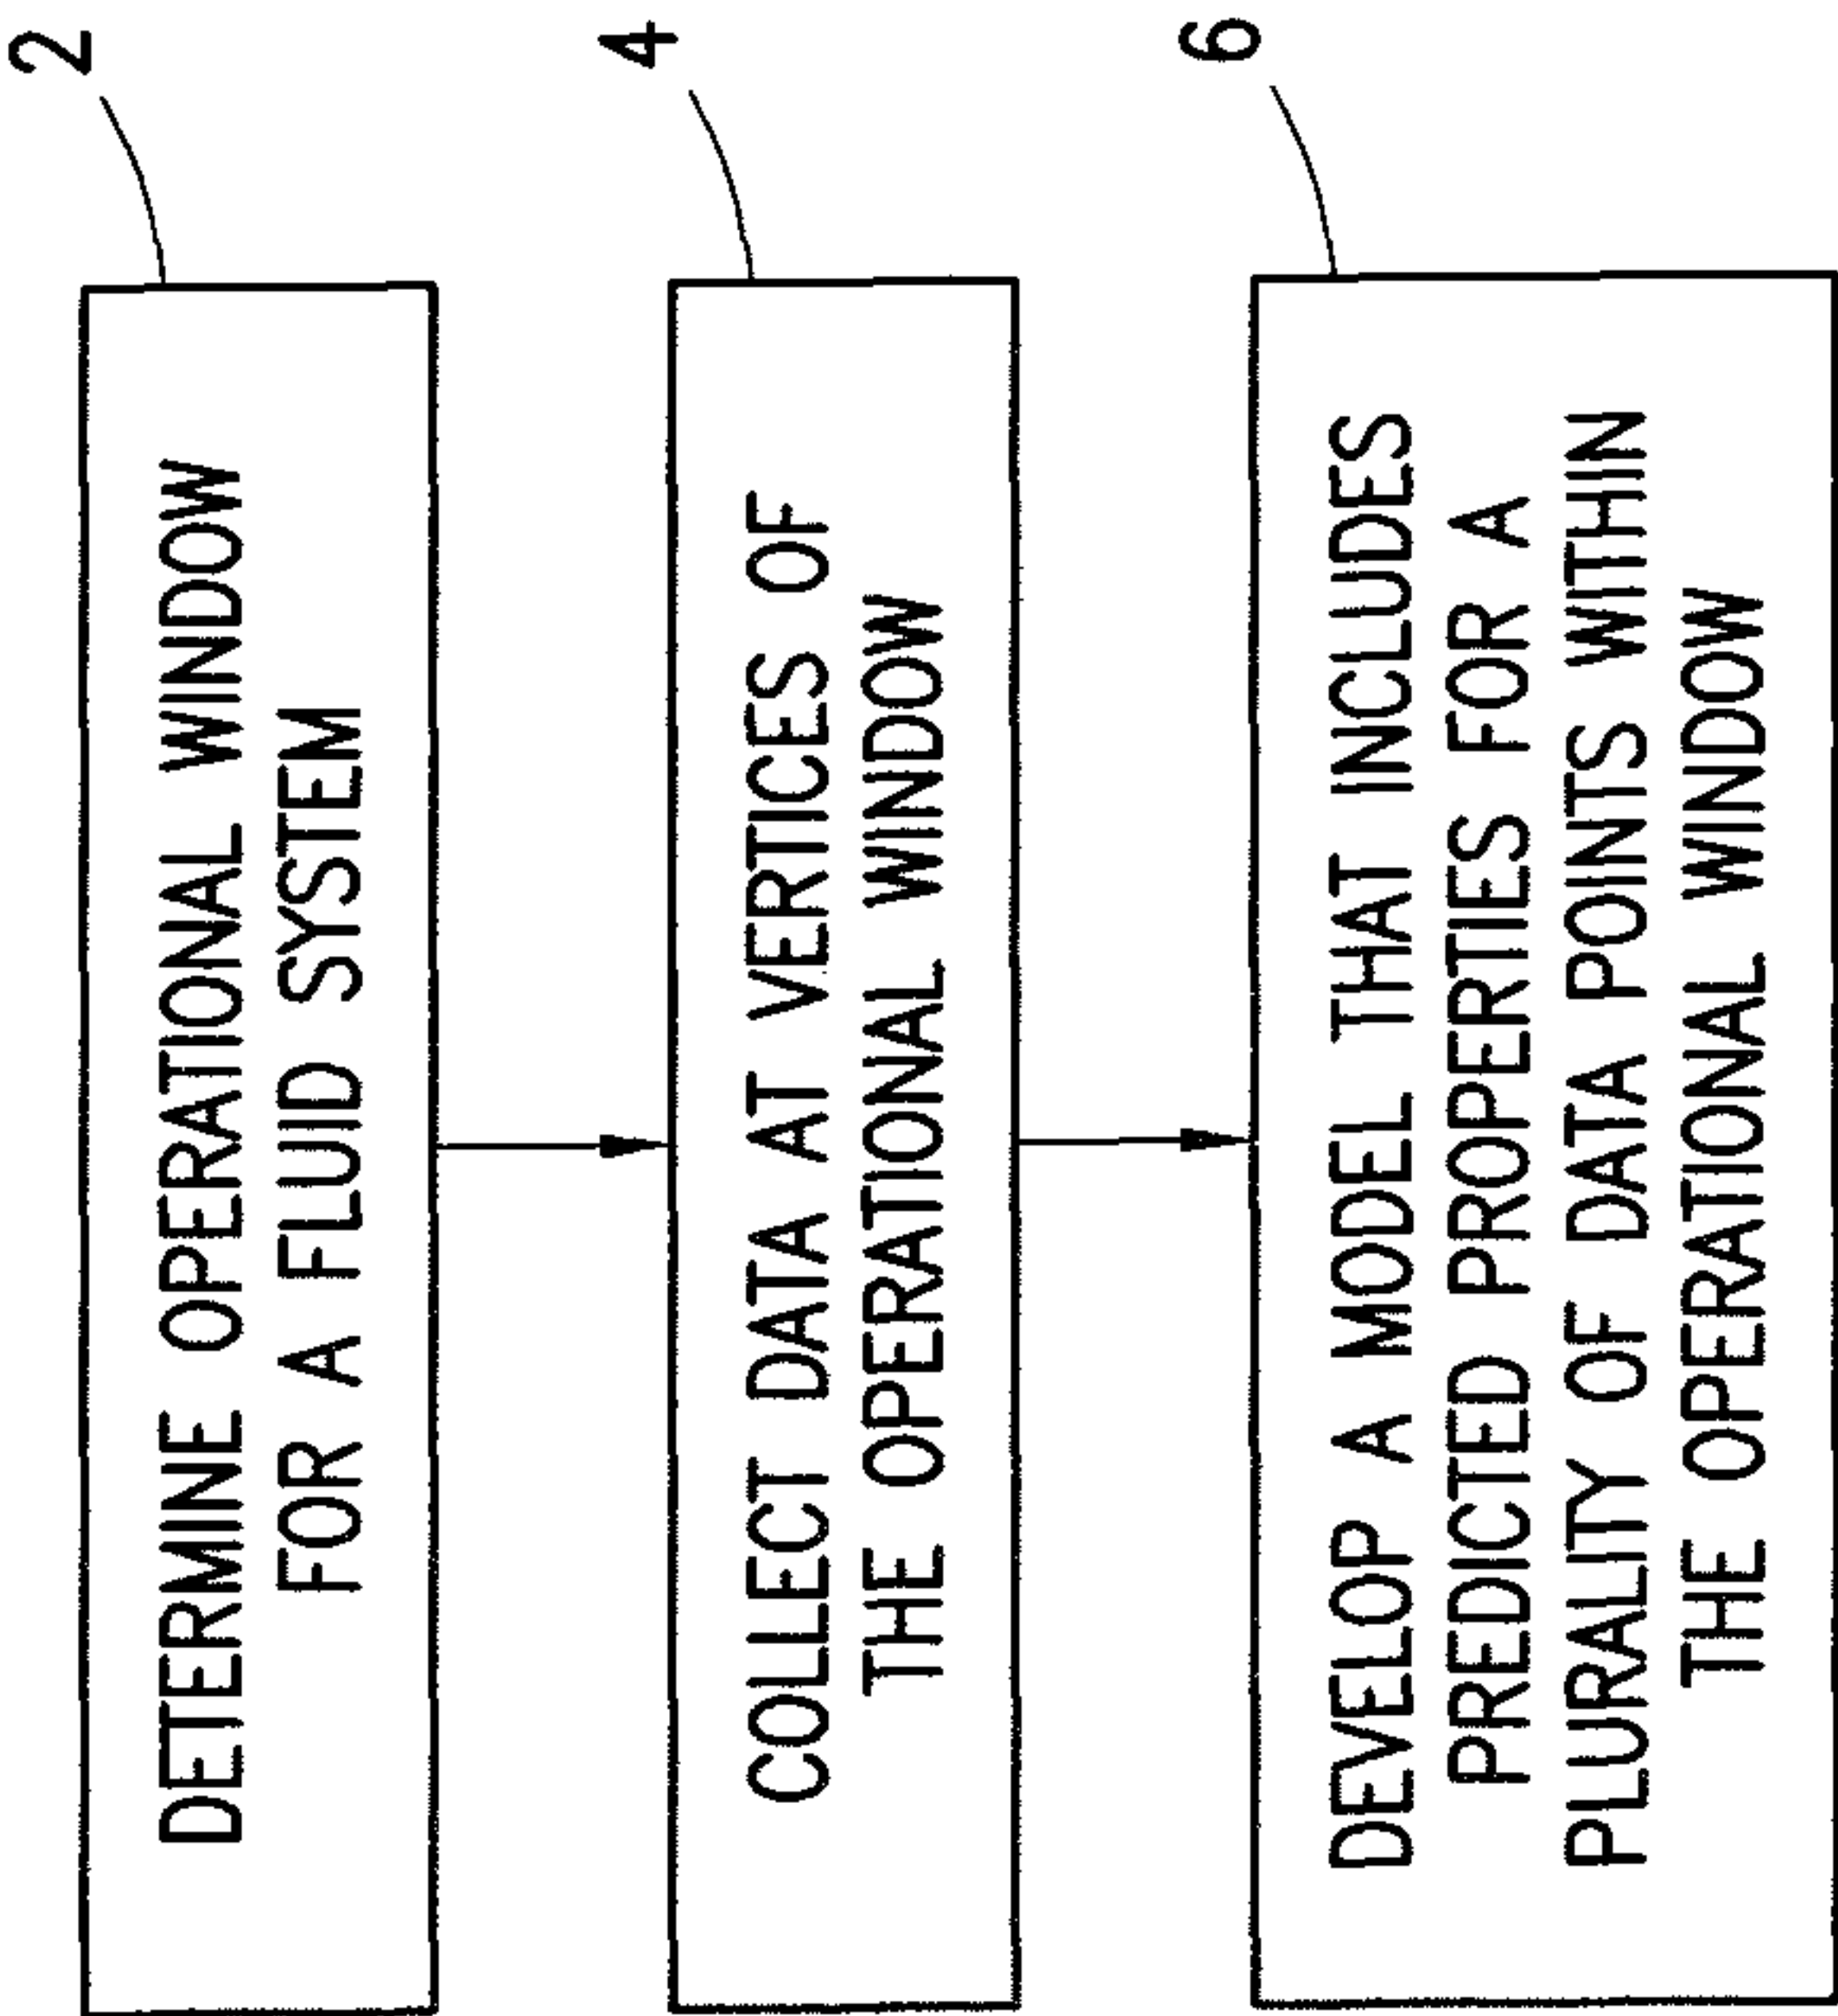 2
DETERMINE OPERATIONAL WINDOW
FOR A FLUID SYSTEM
4
COLLECT DATA AT VERTICES OF
THE OPERATIONAL WINDOW
6
DEVELOP A MODEL THAT INCLUDES
PREDICTED PROPERTIES FOR A
PLURALITY OF DATA POINTS WITHIN
THE OPERATIONAL WINDOW